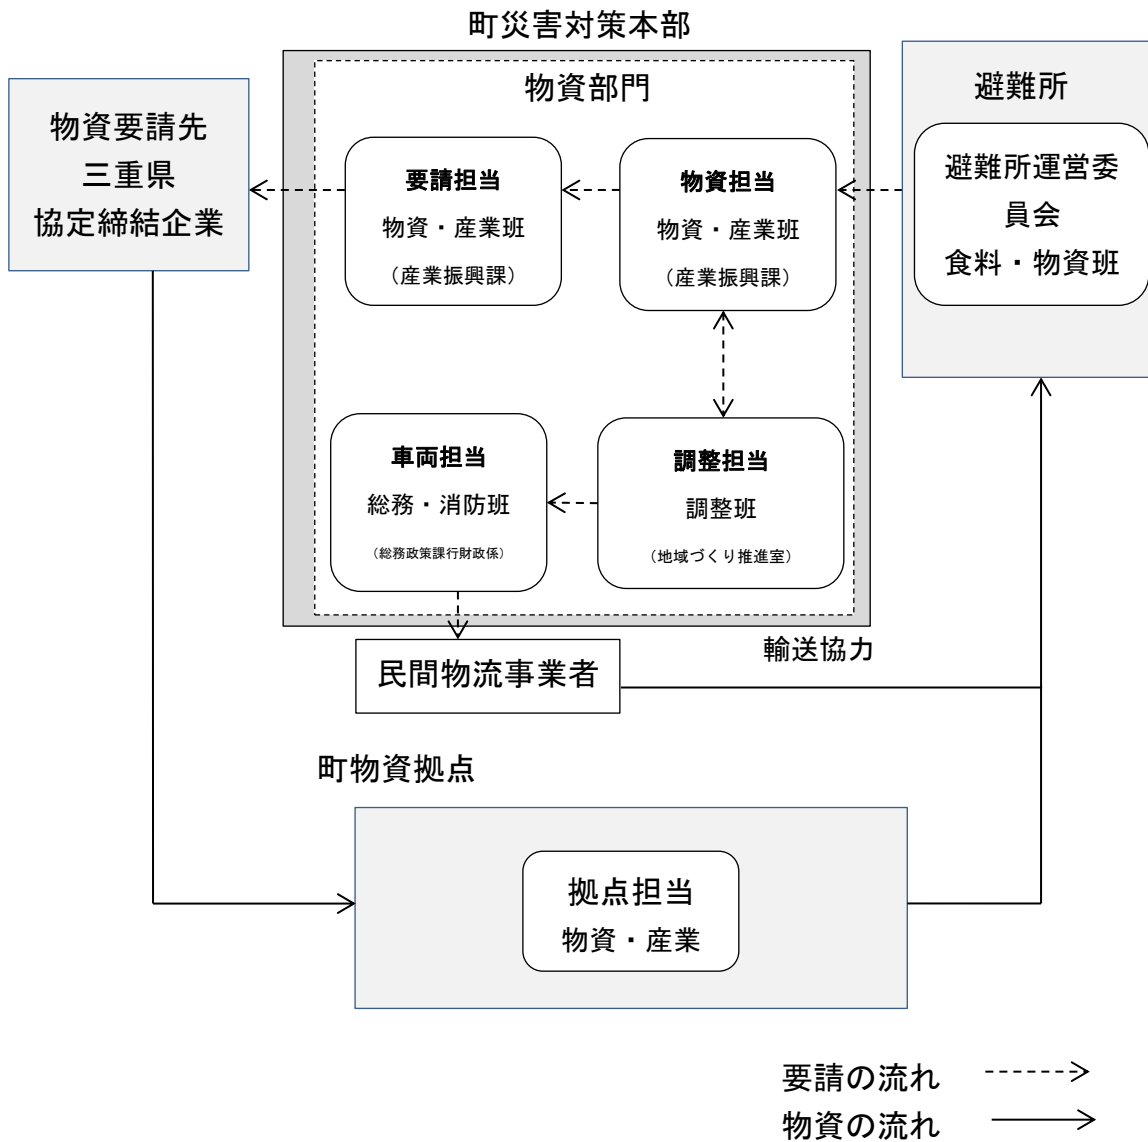 町災害対策本部
物資部門
物資要請先
三重県
協定締結企業
要請担当
物資・産業班
(産業振興課)
物資担当
物資・産業班
(産業振興課)
避難所
避難所運営委
員会
食料・物資班
車両担当
総務・消防班
(総務政策課行財政係)
調整担当
調整班
(地域づくり推進室)
民間物流事業者
輸送協力
町物資拠点
拠点担当
物資・産業
要請の流れ
物資の流れ